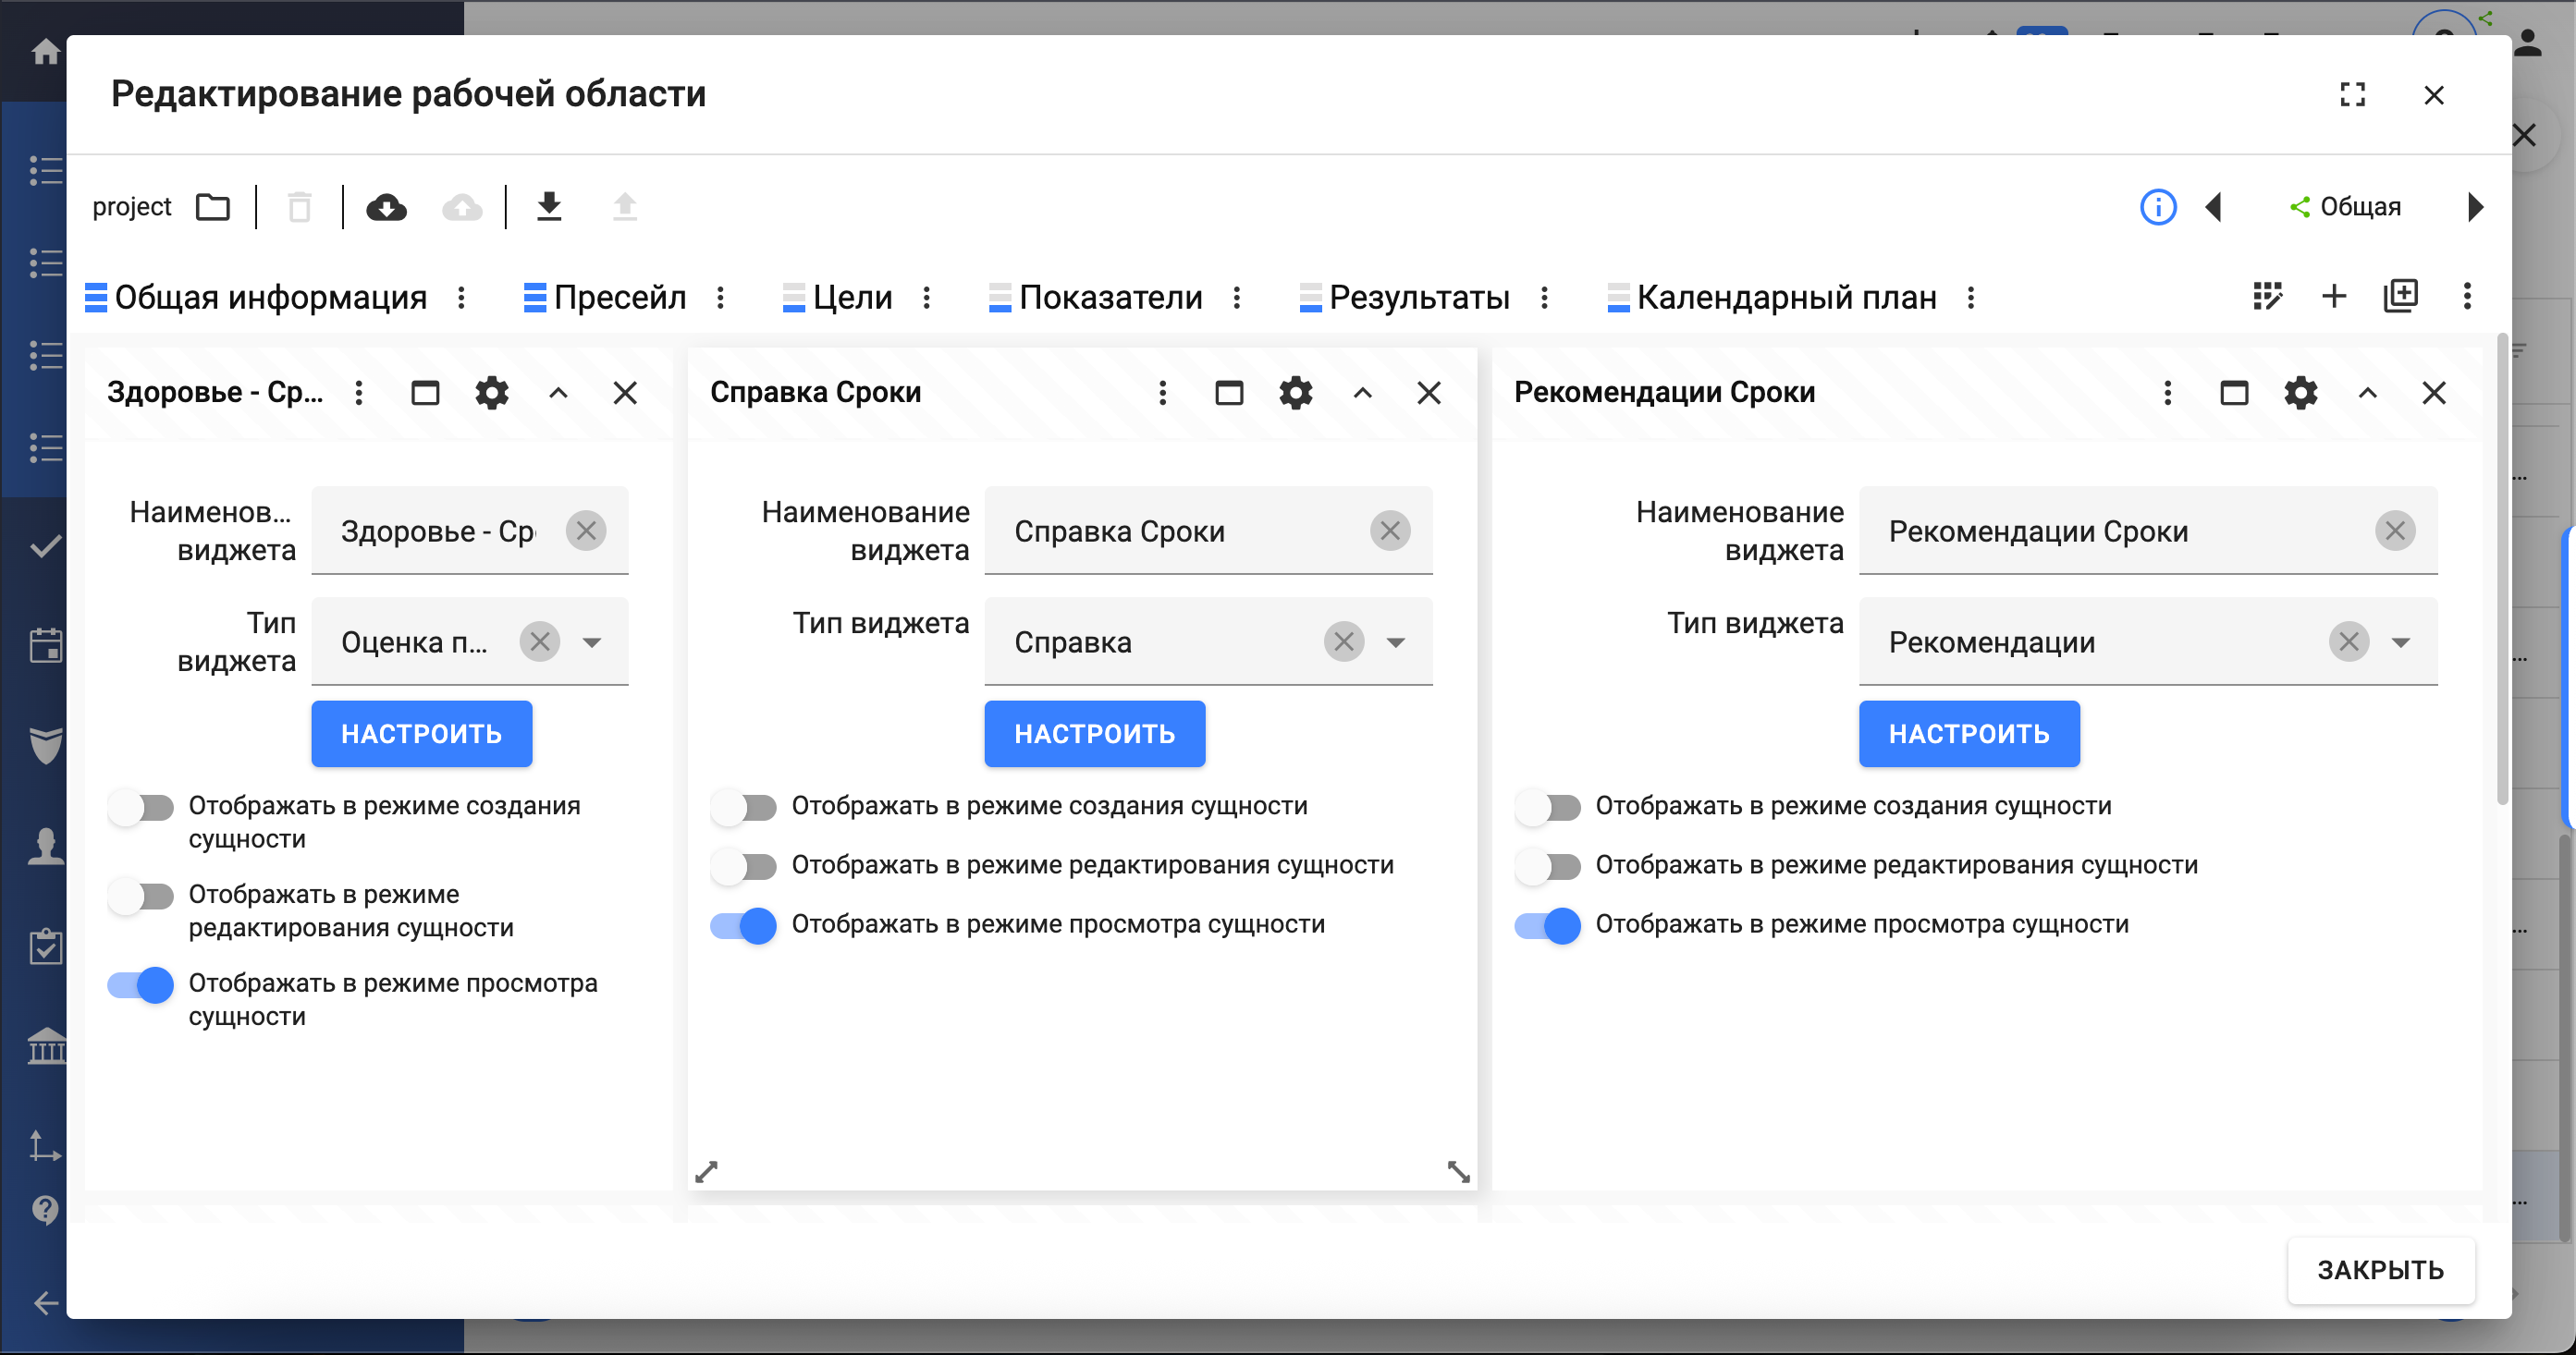 Редактирование рабочей области
project
Общая
Общая информация
Пресейл
Цели
Показатели
Результаты
Календарный план
Здоровье - Ср...
Справка Сроки
Рекомендации Сроки
Наименов...
виджета
Здоровье - Ср
Тип
виджета
Оценка п...
НАСТРОИТЬ
Отображать в режиме создания
сущности
Отображать в режиме
редактирования сущности
Отображать в режиме просмотра
сущности
Наименование
виджета
Справка Сроки
Тип виджета
Справка
НАСТРОИТЬ
Отображать в режиме создания сущности
Отображать в режиме редактирования сущности
Отображать в режиме просмотра сущности
Наименование
виджета
Рекомендации Сроки
Тип виджета
Рекомендации
НАСТРОИТЬ
Отображать в режиме создания сущности
Отображать в режиме редактирования сущности
Отображать в режиме просмотра сущности
ЗАКРЫТЬ